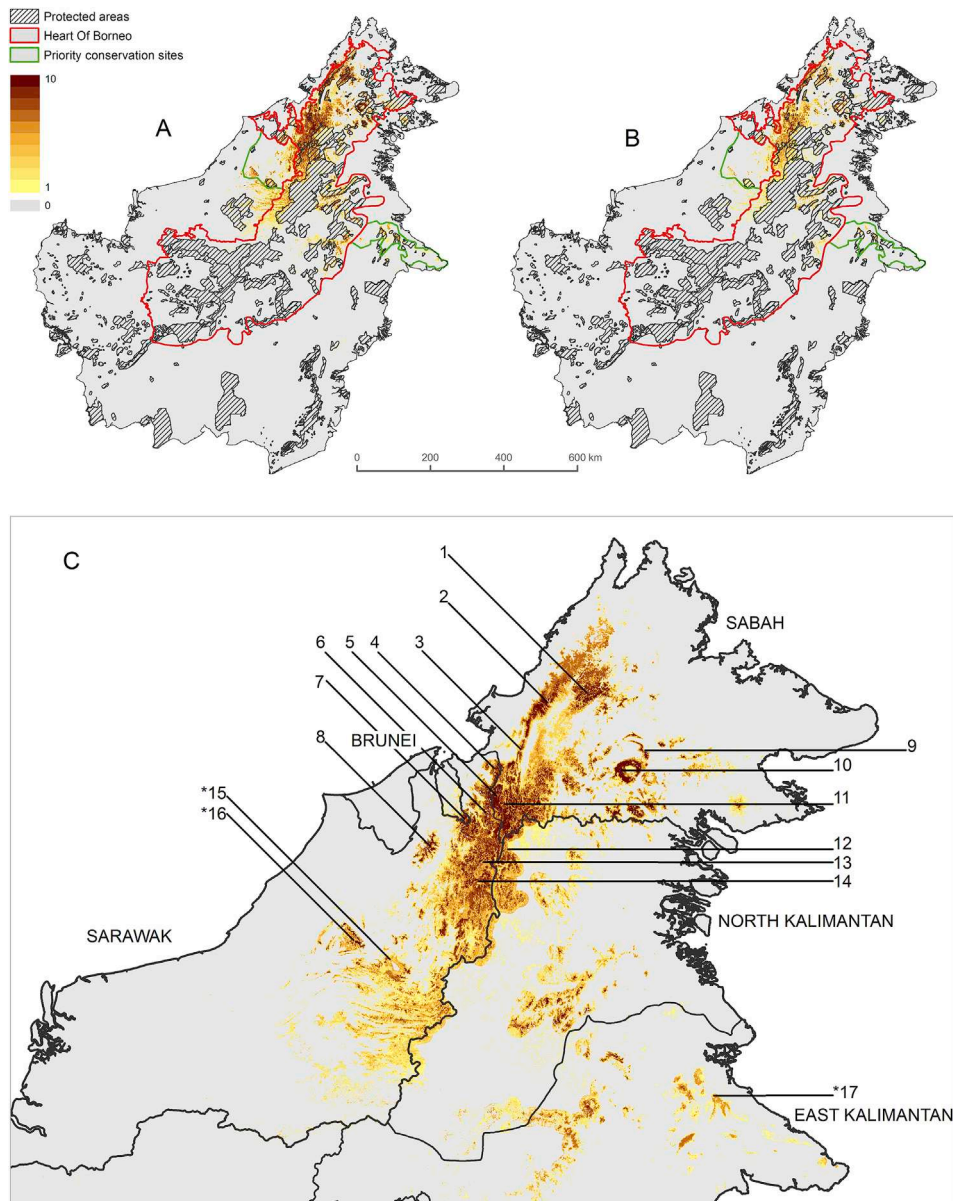 Protected areas
Heart Of Borneo
Priority conservation sites
10
1
0
A
B
0 200 400 600 km
C
1
2
6 5 4 3
7
8
BRUNEI
SABAH
9
10
11
*15
*16
12
13
14
SARAWAK
NORTH KALIMANTAN
*17
EAST KALIMANTAN